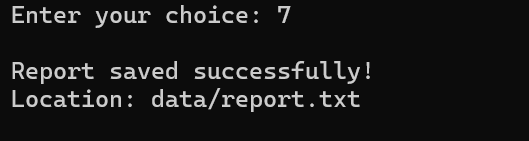 Enter your choice: 7
Report saved successfully!
Location: data/report.txt